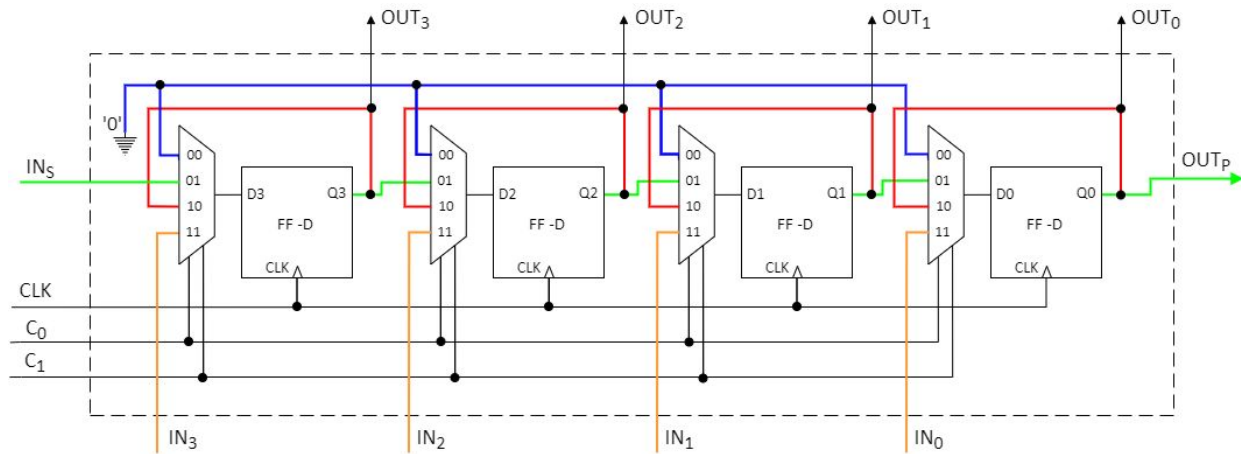 OUT3 OUT2 OUT1 OUT0
'0'
INS 00 00 00 00 OUTP
01 01 01 01
D3 Q3 D2 Q2 D1 Q1 D0 Q0
10 10 10 10
FF -D FF -D FF -D FF -D
11 11 11 11
CLK CLK CLK CLK
CLK
C0
C1
IN3 IN2 IN1 IN0